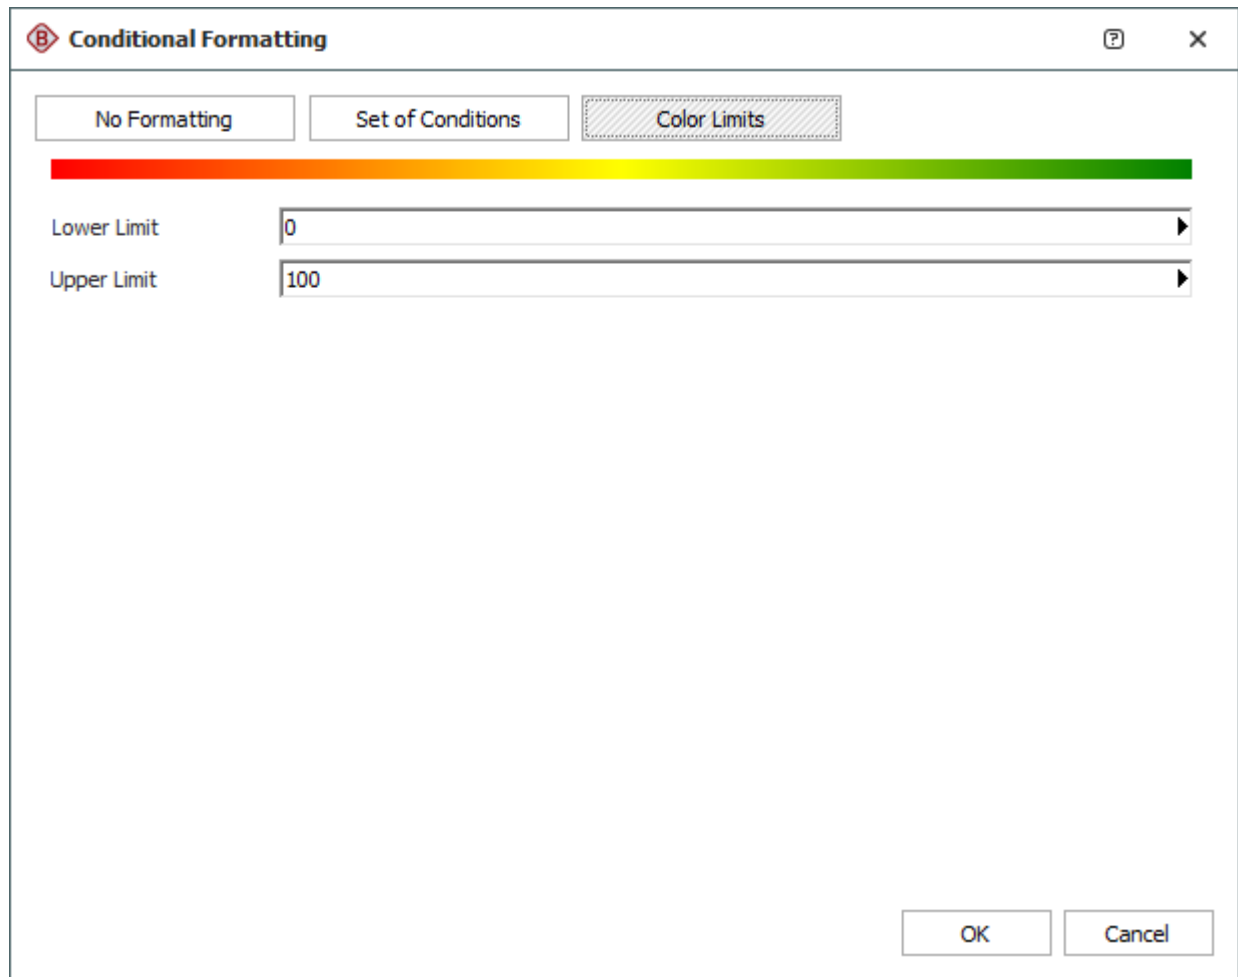 B Conditional Formatting ?
No Formatting Set of Conditions Color Limits
Lower Limit 0
Upper Limit 100
OK Cancel